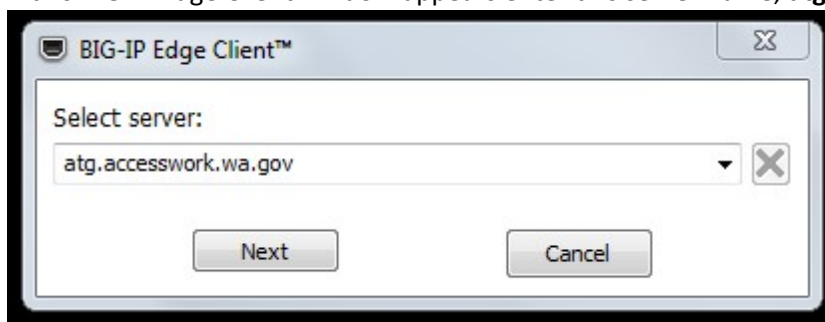 BIG-IP Edge Client™
Select server:
atg.accesswork.wa.gov
Next
Cancel